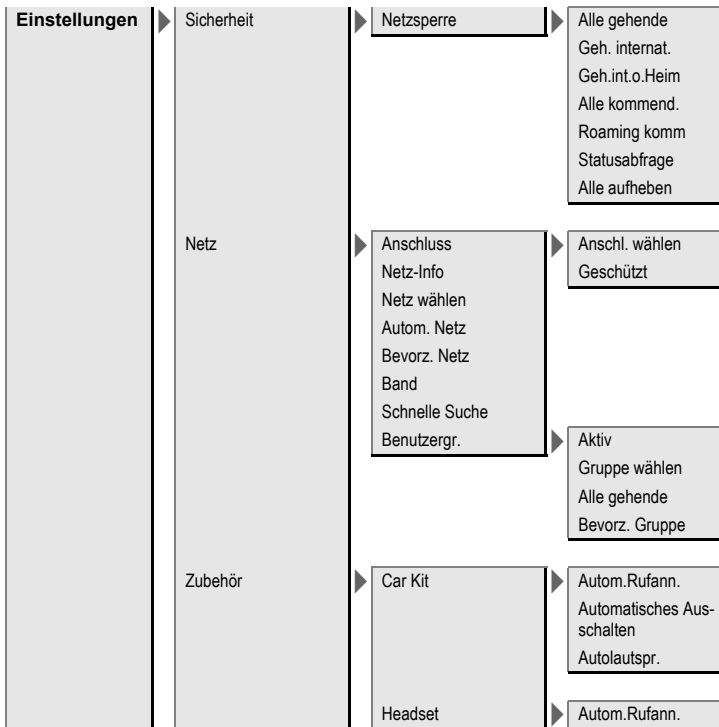 Einstellungen
Sicherheit
Netzsperre
Alle gehende
Geh. internat.
Geh.int.o.Heim
Alle kommend.
Roaming komm
Statusabfrage
Alle aufheben
Netz
Anschluss
Anschl. wählen
Geschützt
Netz-Info
Netz wählen
Autom. Netz
Bevorz. Netz
Band
Schnelle Suche
Benutzergr.
Aktiv
Gruppe wählen
Alle gehende
Bevorz. Gruppe
Zubehör
Car Kit
Autom.Rufann.
Automatisches Aus-
schalten
Autolautspr.
Headset
Autom.Rufann.